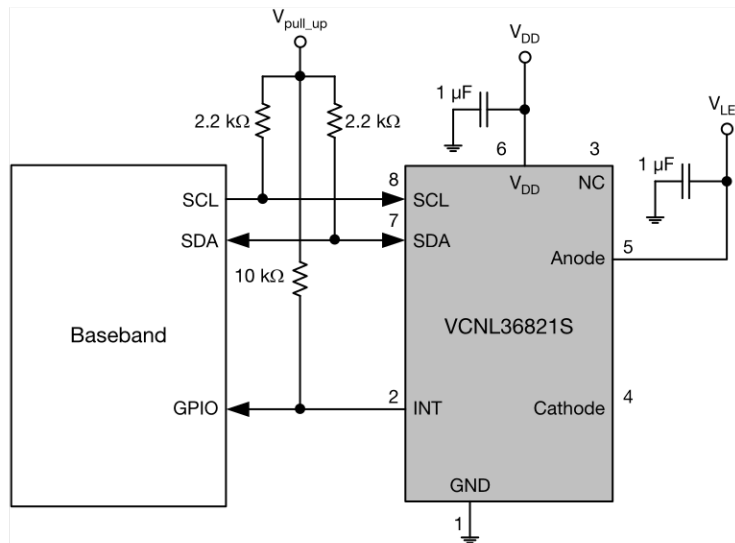 Vpull_up
VDD
1 µF
VLE
2.2 kΩ
2.2 kΩ
6
3
1 µF
8
VDD
NC
SCL
SCL
7
SDA
SDA
5
Anode
10 kΩ
Baseband
VCNL36821S
2
4
GPIO
INT
Cathode
GND
1